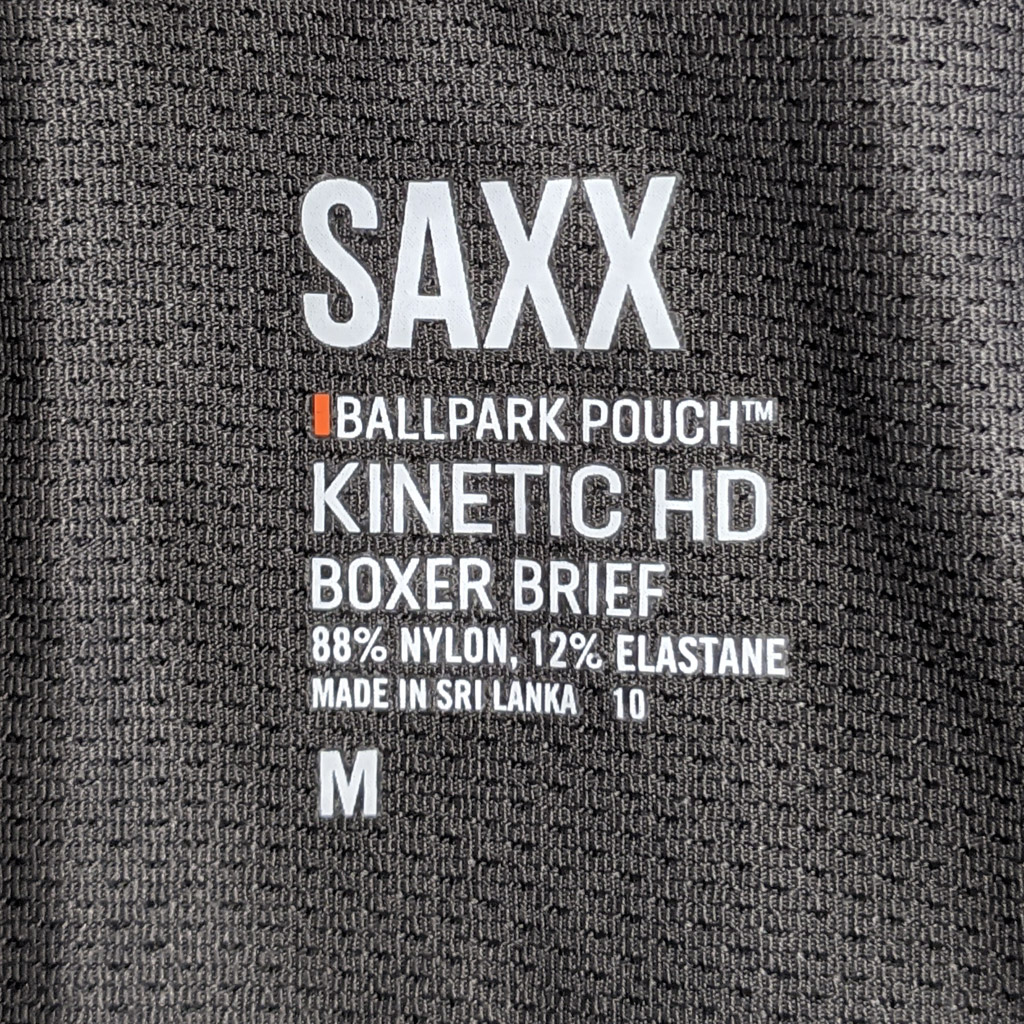 SAXX
BALLPARK POUCH™
KINETIC HD
BOXER BRIEF
88% NYLON, 12% ELASTANE
MADE IN SRI LANKA 10
M